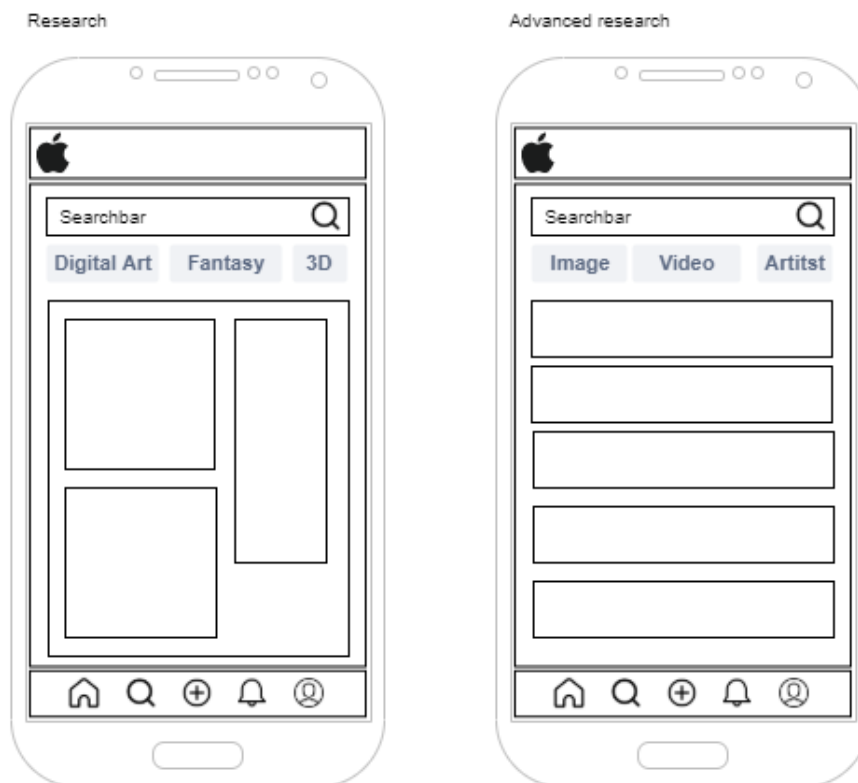 Research
Advanced research
Searchbar
Digital Art Fantasy 3D
Searchbar
Image Video Artitst